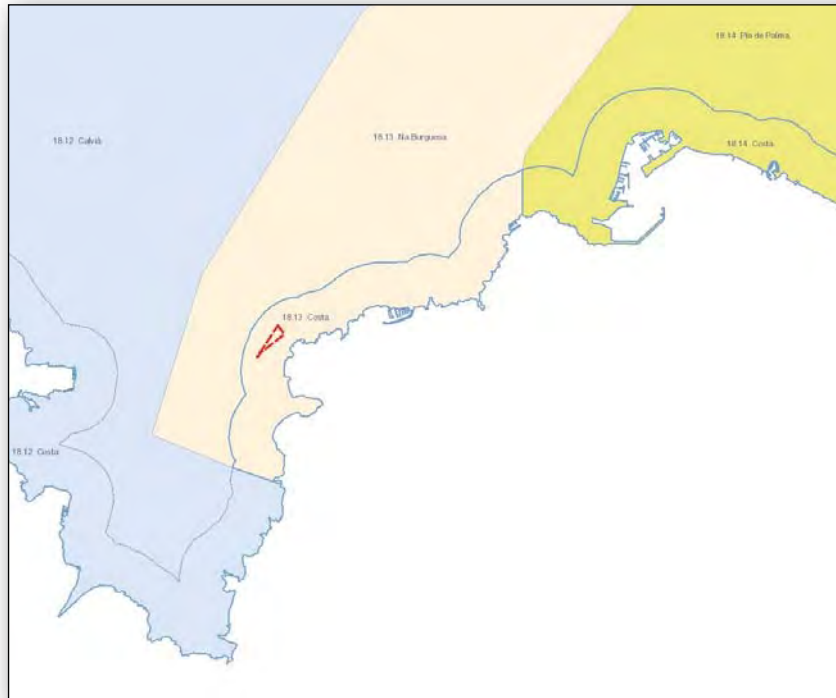 18.14 Pla de Palma
18.12 Calvià
18.13 Na Burguesa
18.14 Costa
18.13 Costa
18.12 Costa